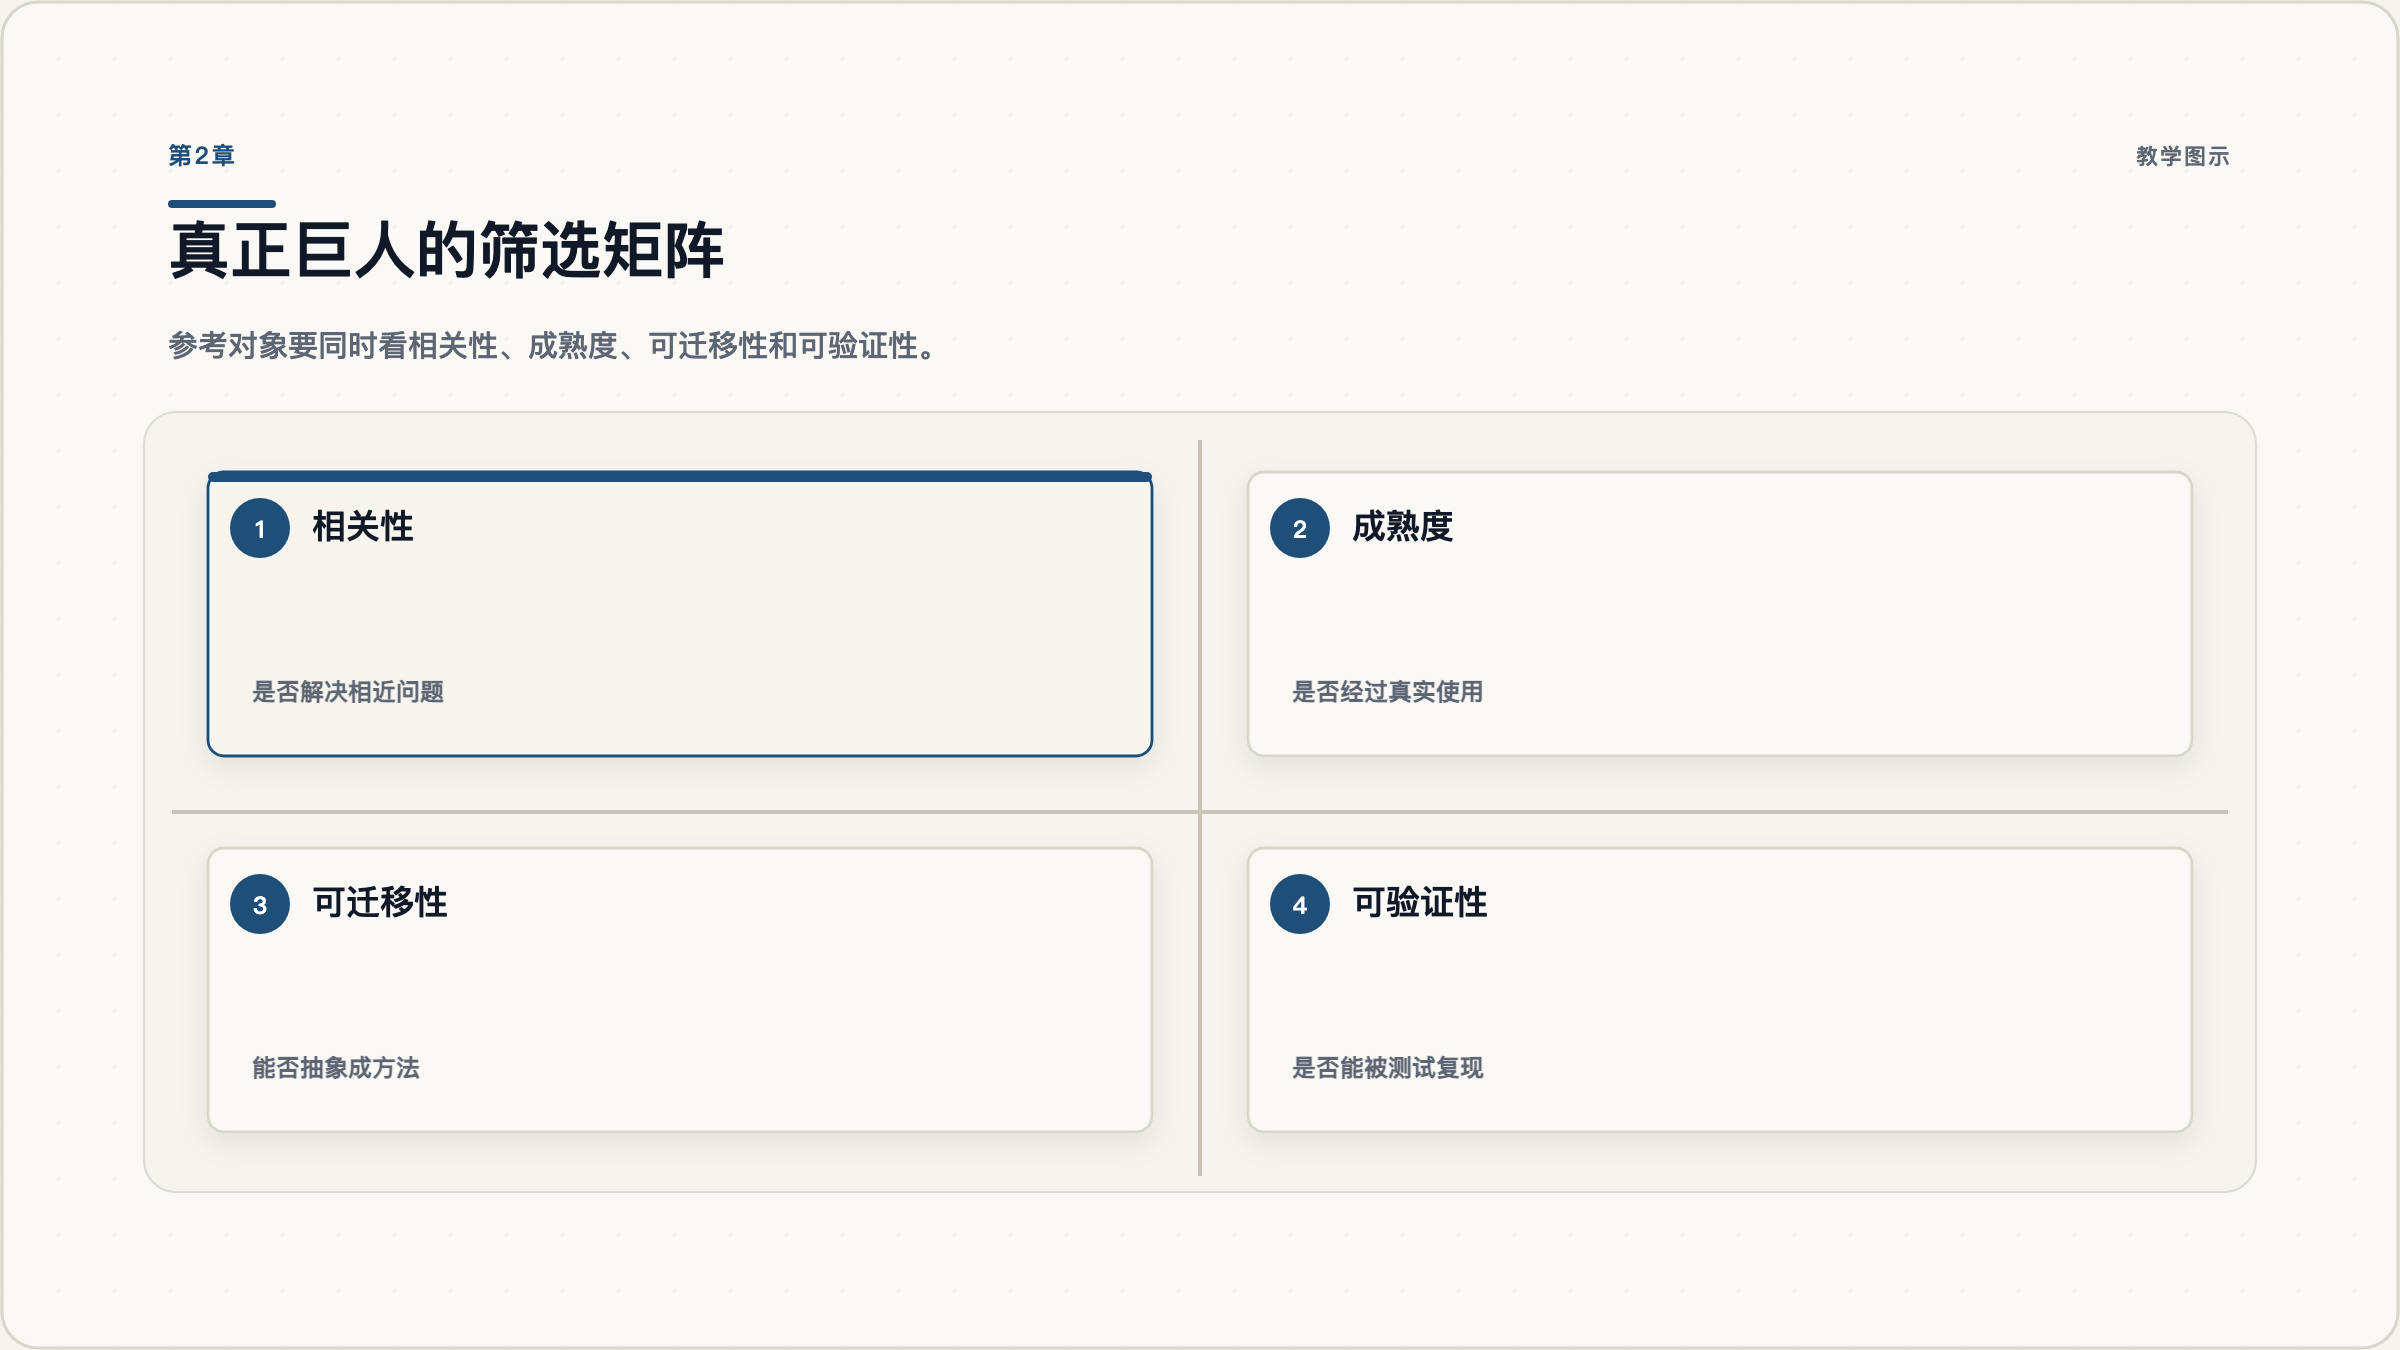 第2章
教学图示
真正巨人的筛选矩阵
参考对象要同时看相关性、成熟度、可迁移性和可验证性。
1 相关性
是否解决相近问题
2 成熟度
是否经过真实使用
3 可迁移性
能否抽象成方法
4 可验证性
是否能被测试复现